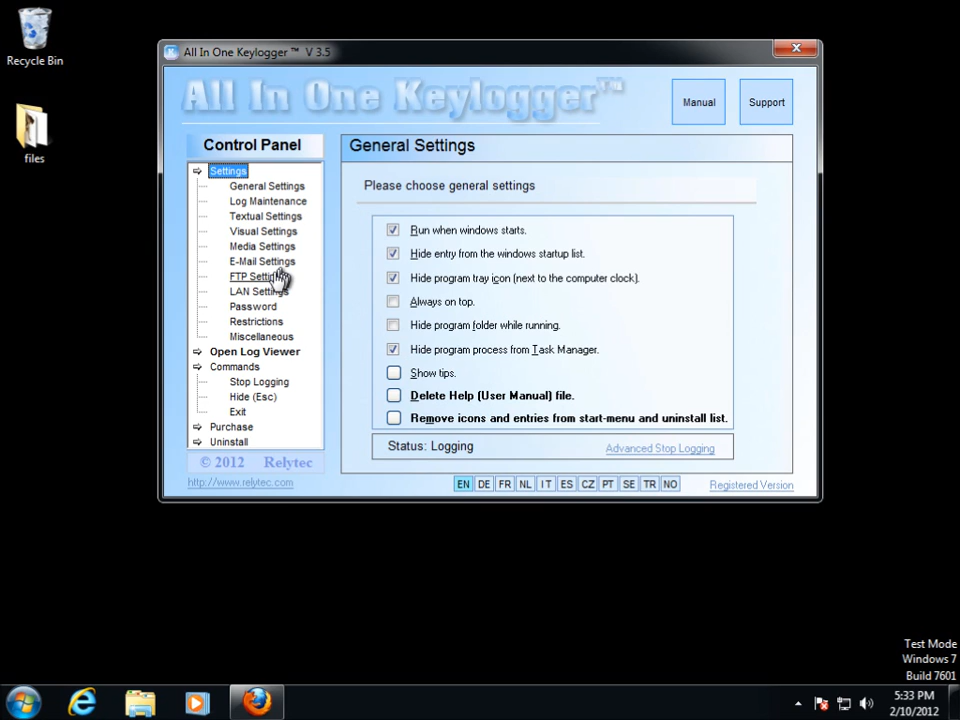 Recycle Bin
files
All In One Keylogger ™ V 3.5
All In One Keylogger™
Manual
Support
Control Panel
Settings
General Settings
Log Maintenance
Textual Settings
Visual Settings
Media Settings
E-Mail Settings
FTP Settings
LAN Settings
Password
Restrictions
Miscellaneous
Open Log Viewer
Commands
Stop Logging
Hide (Esc)
Exit
Purchase
Uninstall
© 2012 Relytec
http://www.relytec.com
General Settings
Please choose general settings
Run when windows starts.
Hide entry from the windows startup list.
Hide program tray icon (next to the computer clock).
Always on top.
Hide program folder while running.
Hide program process from Task Manager.
Show tips.
Delete Help (User Manual) file.
Remove icons and entries from start-menu and uninstall list.
Status: Logging
Advanced Stop Logging
EN DE FR NL IT ES CZ PT SE TR NO
Registered Version
Test Mode
Windows 7
Build 7601
5:33 PM
2/10/2012